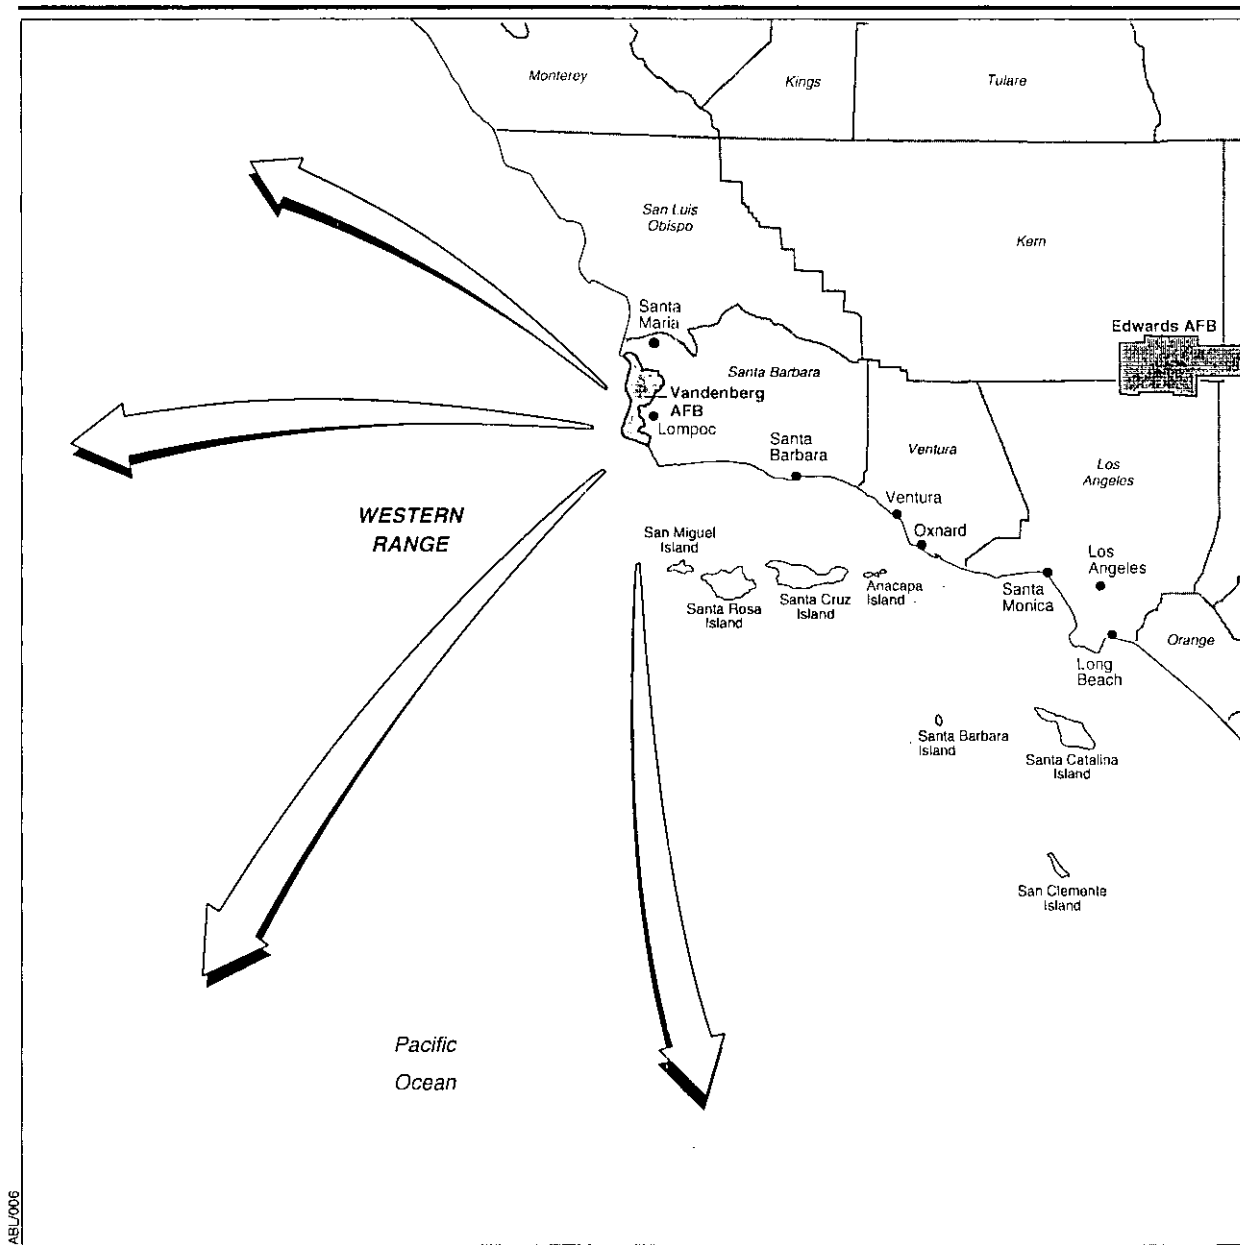 Monterey
Kings
Tulare
San Luis
Obispo
Kern
Santa
Maria
Edwards AFB
Santa Barbara
Vandenberg
AFB
Lompoc
Santa
Barbara
Ventura
Los
Angeles
Ventura
WESTERN
RANGE
Oxnard
San Miguel
Island
Los
Angeles
Santa Rosa
Island
Santa Cruz
Island
Anacapa
Island
Santa
Monica
Orange
Long
Beach
Santa Barbara
Island
Santa Catalina
Island
San Clemente
Island
Pacific
Ocean
ABL/006